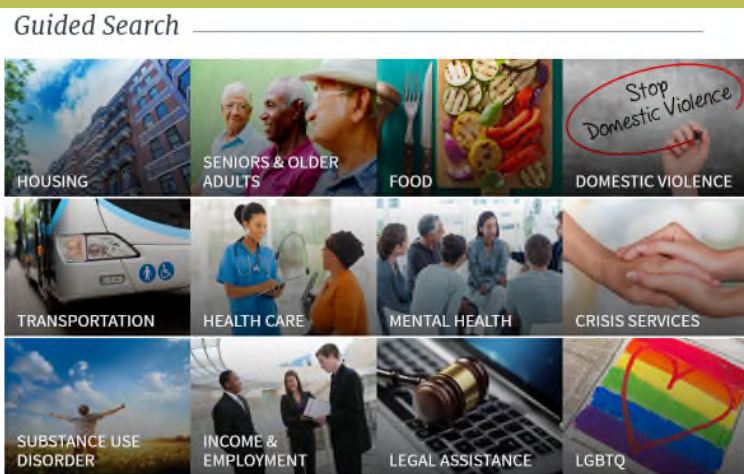 Guided Search
HOUSING
SENIORS & OLDER
ADULTS
FOOD
Stop
Domestic Violence
DOMESTIC VIOLENCE
TRANSPORTATION
HEALTH CARE
MENTAL HEALTH
CRISIS SERVICES
SUBSTANCE USE
DISORDER
INCOME &
EMPLOYMENT
LEGAL ASSISTANCE
LGBTQ